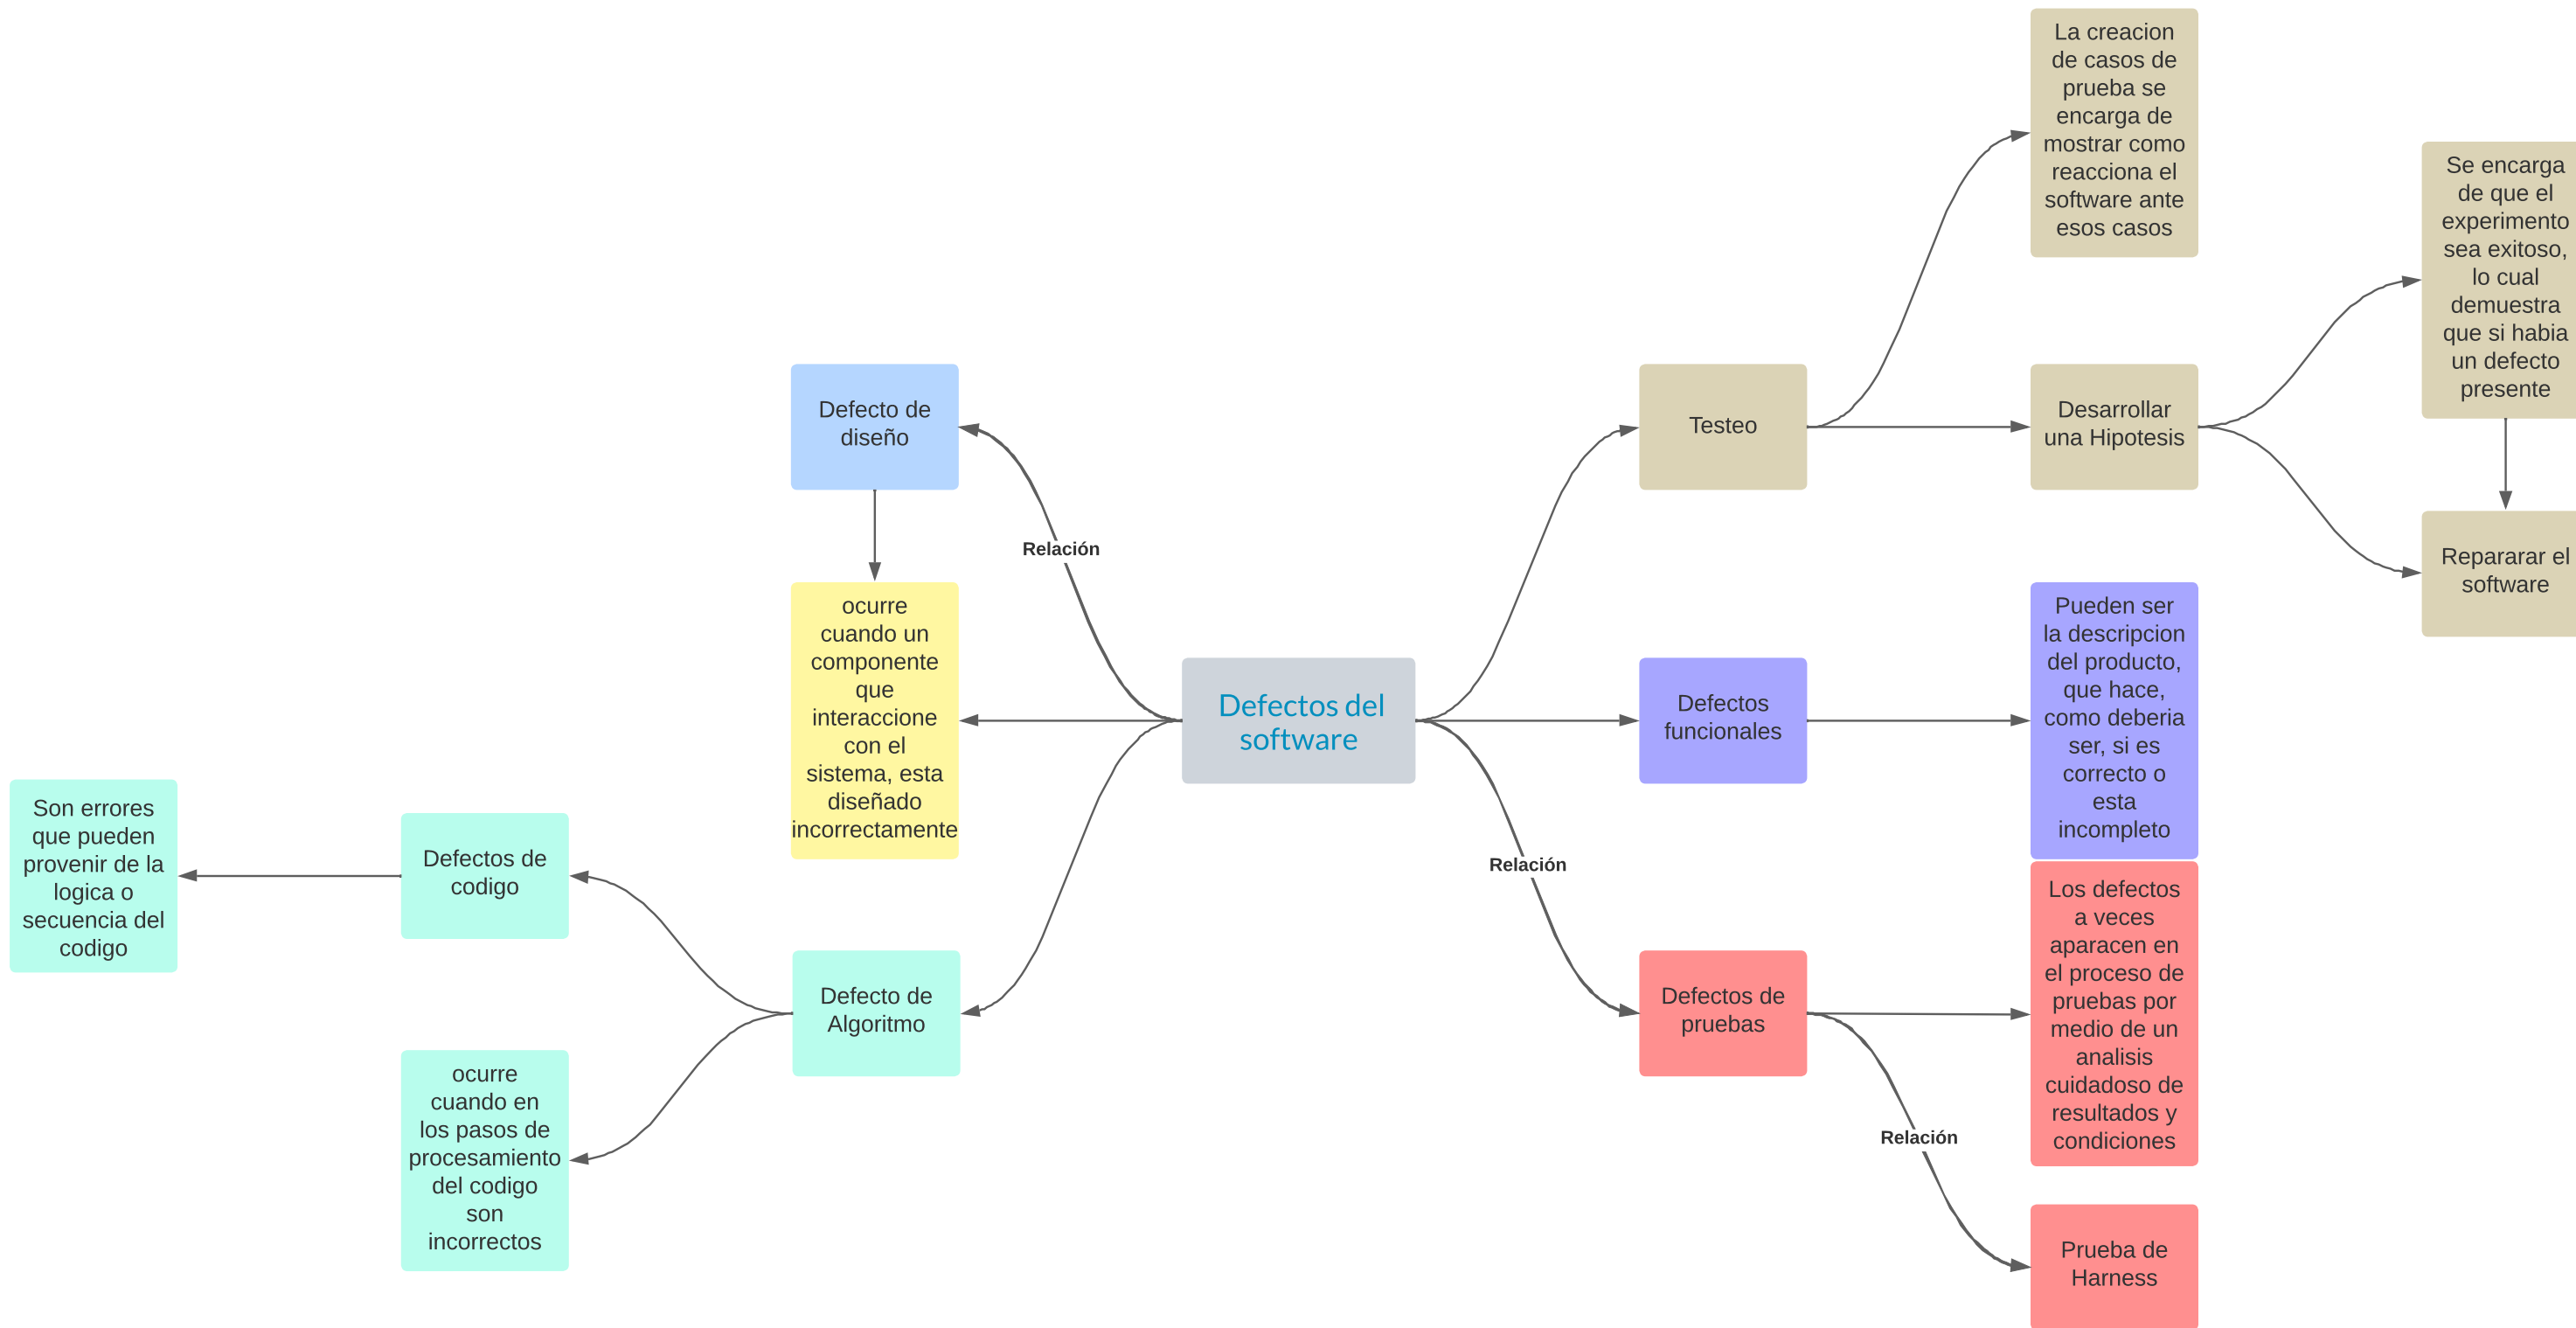 La creacion
de casos de
prueba se
encarga de
mostrar como
reacciona el
software ante
esos casos
Se encarga
de que el
experimento
sea exitoso,
lo cual
demuestra
que si habia
un defecto
presente
Defecto de
diseño
Testeo
Desarrollar
una Hipotesis
Relación
Repararar el
software
ocurre
cuando un
componente
que
interaccione
con el
sistema, esta
diseñado
incorrectamente
Defectos del
software
Defectos
funcionales
Pueden ser
la descripcion
del producto,
que hace,
como deberia
ser, si es
correcto o
esta
incompleto
Son errores
que pueden
provenir de la
logica o
secuencia del
codigo
Defectos de
codigo
Relación
Defecto de
Algoritmo
Defectos de
pruebas
Los defectos
a veces
aparacen en
el proceso de
pruebas por
medio de un
analisis
cuidadoso de
resultados y
condiciones
ocurre
cuando en
los pasos de
procesamiento
del codigo
son
incorrectos
Relación
Prueba de
Harness